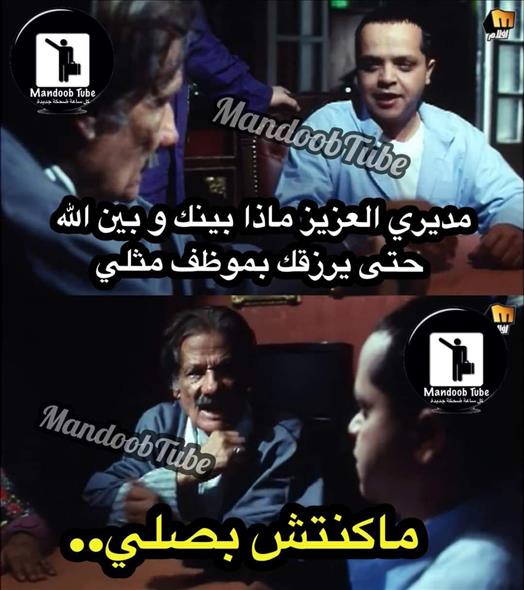 Mandoob Tube
كل ساعة ضحكة جديدة
افلام
MandoobTube
مديري العزيز ماذا بينك و بين الله
حتى يرزقك بموظف مثلي
Mandoob Tube
كل ساعة ضحكة جديدة
MandoobTube
ماكنتش بصلي..